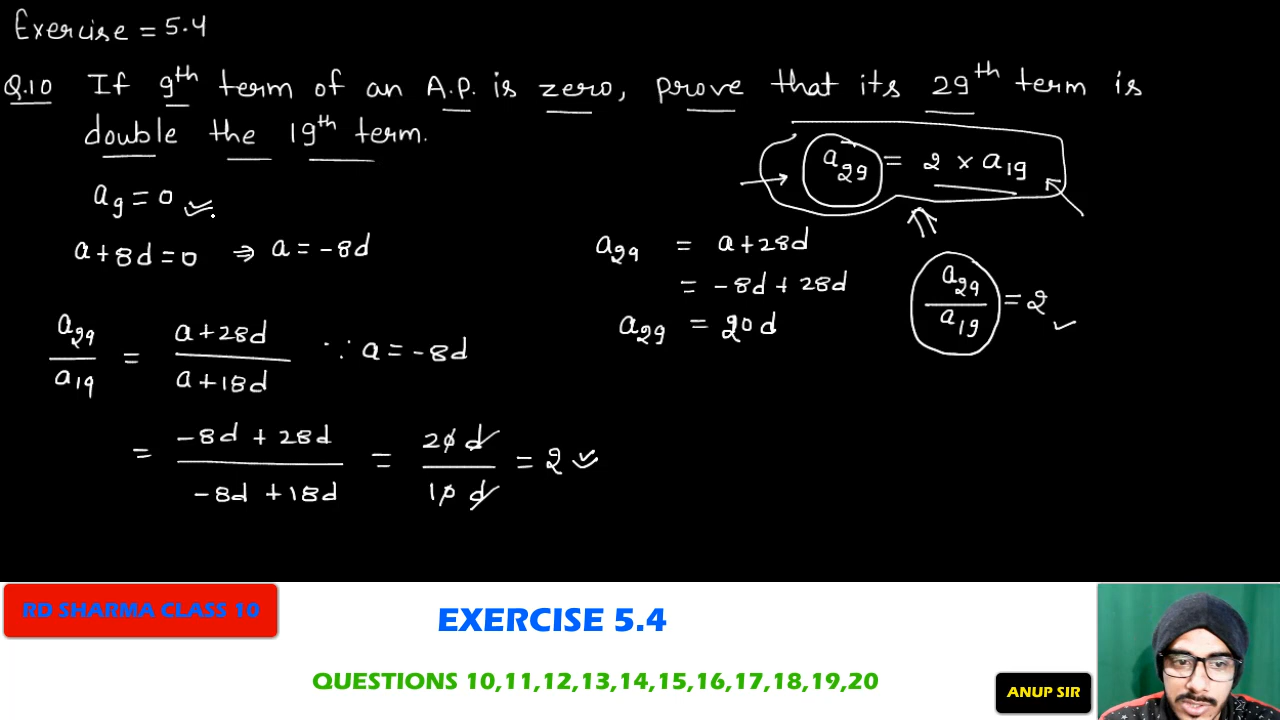 Exercise = 5.4
Q.10 If 9th term of an A.P. is zero, prove that its 29th term is
double the 19th term.
a29 = 2 × a19
a9 = 0
a + 8d = 0 ⇒ a = -8d
a29 = a + 28d
= -8d + 28d
a29 = 20d
a29/a19 = 2
a29/a19 = a + 28d/a + 18d ∵ a = -8d
= -8d + 28d/-8d + 18d = 20d/10d = 2
RD SHARMA CLASS 10
EXERCISE 5.4
QUESTIONS 10,11,12,13,14,15,16,17,18,19,20
ANUP SIR